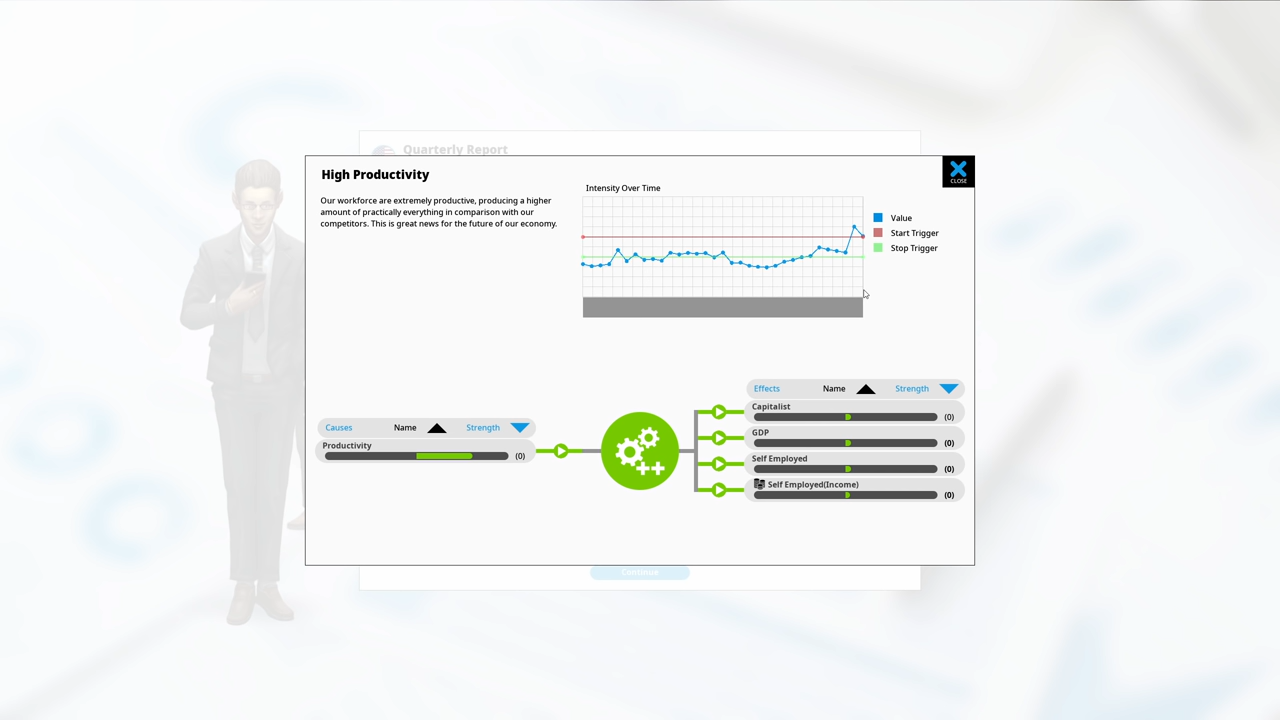 Quarterly Report
High Productivity
CLOSE
Our workforce are extremely productive, producing a higher
amount of practically everything in comparison with our
competitors. This is great news for the future of our economy.
Intensity Over Time
Value
Start Trigger
Stop Trigger
Effects Name Strength
Capitalist
(0)
GDP
(0)
Self Employed
(0)
Self Employed(Income)
(0)
Causes Name Strength
Productivity
(0)
Continue